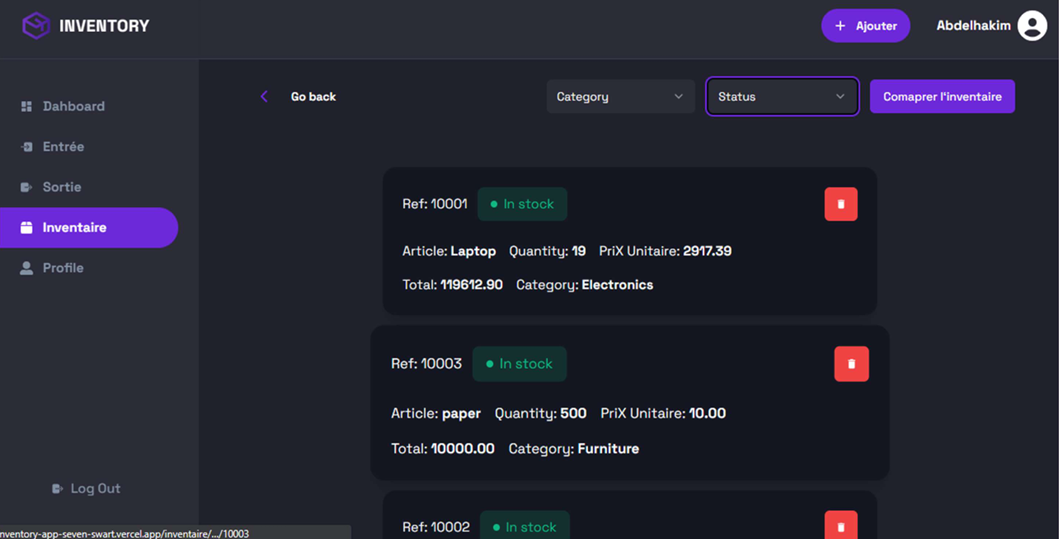 INVENTORY
+ Ajouter
Abdelhakim
Dahboard
Entrée
Sortie
Inventaire
Profile
Log Out
Go back
Category
Status
Comaprer l'inventaire
Ref: 10001 In stock
Article: Laptop Quantity: 19 PriX Unitaire: 2917.39
Total: 119612.90 Category: Electronics
Ref: 10003 In stock
Article: paper Quantity: 500 PriX Unitaire: 10.00
Total: 10000.00 Category: Furniture
Ref: 10002 In stock
nventory-app-seven-swart.vercel.app/inventaire/.../10003